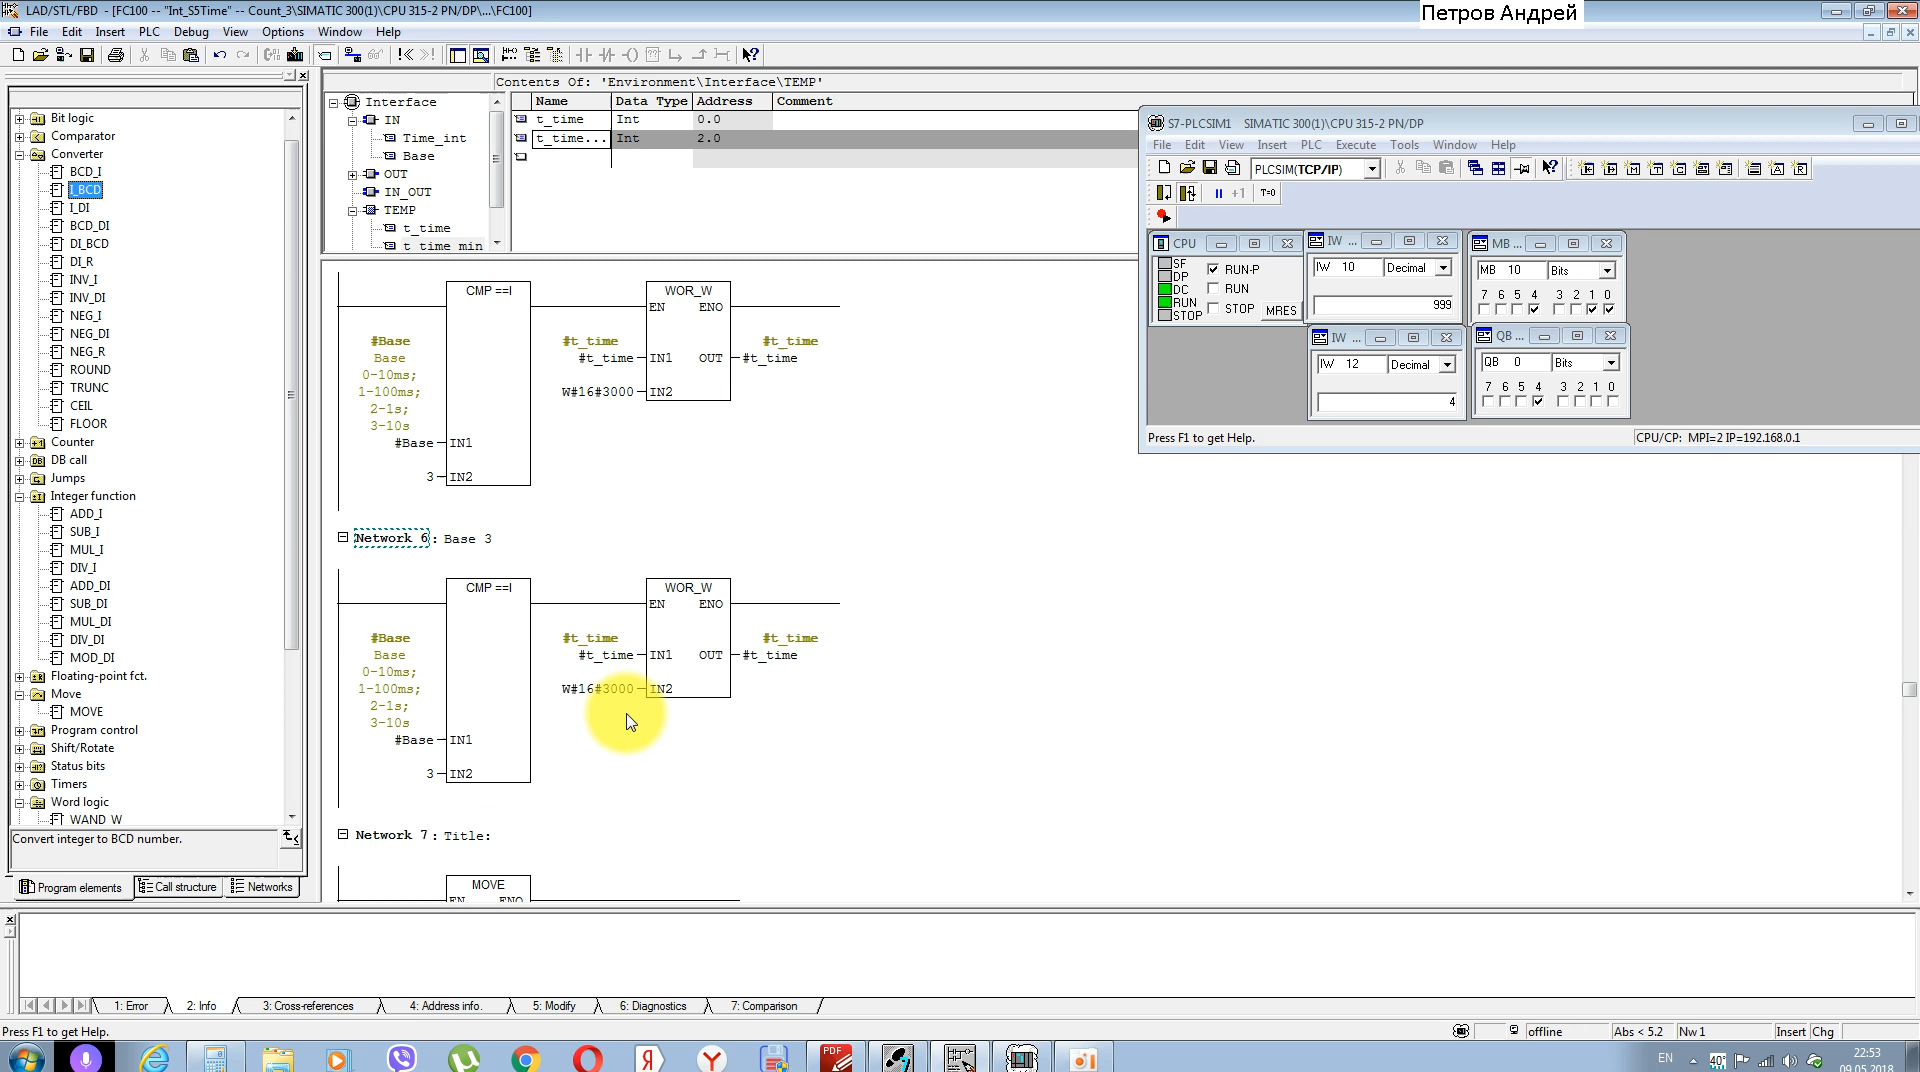 LAD/STL/FBD - [FC100 -- "Int_S5Time" -- Count_3\SIMATIC 300(1)\CPU 315-2 PN/DP\...\FC100]
Петров Андрей
File Edit Insert PLC Debug View Options Window Help
Contents Of: 'Environment\Interface\TEMP'
Interface
IN
Time_int
Base
OUT
IN_OUT
TEMP
t_time
t_time_min
Name Data Type Address Comment
t_time Int 0.0
t_time... Int 2.0
Bit logic
Comparator
Converter
BCD_I
I_BCD
I_DI
BCD_DI
DI_BCD
DI_R
INV_I
INV_DI
NEG_I
NEG_DI
NEG_R
ROUND
TRUNC
CEIL
FLOOR
Counter
DB call
Jumps
Integer function
ADD_I
SUB_I
MUL_I
DIV_I
ADD_DI
SUB_DI
MUL_DI
DIV_DI
MOD_DI
Floating-point fct.
Move
MOVE
Program control
Shift/Rotate
Status bits
Timers
Word logic
WAND_W
Convert integer to BCD number.
Program elements Call structure Networks
CMP ==I WOR_W
EN ENO
#Base #t_time #t_time
Base #t_time IN1 OUT #t_time
0-10ms;
1-100ms; W#16#3000 IN2
2-1s;
3-10s
#Base IN1
3 IN2
Network 6: Base 3
CMP ==I WOR_W
EN ENO
#Base #t_time #t_time
Base #t_time IN1 OUT #t_time
0-10ms;
1-100ms; W#16#3000 IN2
2-1s;
3-10s
#Base IN1
3 IN2
Network 7: Title:
MOVE
EN ENO
S7-PLCSIM1 SIMATIC 300(1)\CPU 315-2 PN/DP
File Edit View Insert PLC Execute Tools Window Help
PLCSIM(TCP/IP)
+1 T=0
CPU
SF
DP
DC
RUN
STOP
RUN-P
RUN
STOP MRES
IW ...
IW 10 Decimal
999
IW ...
IW 12 Decimal
4
MB ...
MB 10 Bits
7 6 5 4 3 2 1 0
QB ...
QB 0 Bits
7 6 5 4 3 2 1 0
Press F1 to get Help. CPU/CP: MPI=2 IP=192.168.0.1
1: Error 2: Info 3: Cross-references 4: Address info. 5: Modify 6: Diagnostics 7: Comparison
Press F1 to get Help. offline Abs < 5.2 Nw 1 Insert Chg
PDF
Я
EN 40° 22:53
09.05.2018